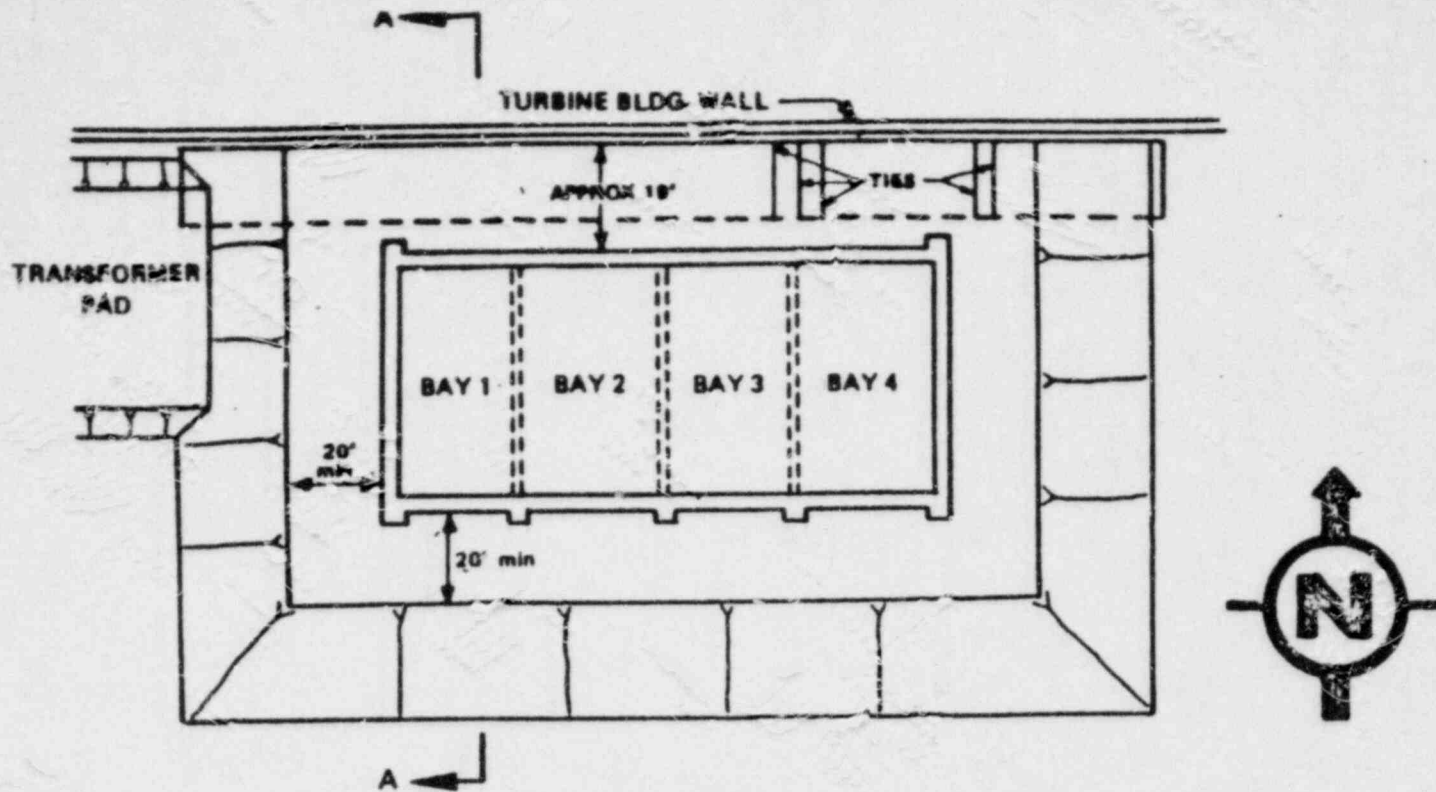 A
TURBINE BLDG WALL
APPROX 18'
TIES
TRANSFORMER
PAD
BAY 1
BAY 2
BAY 3
BAY 4
20'
min
20' min
N
A